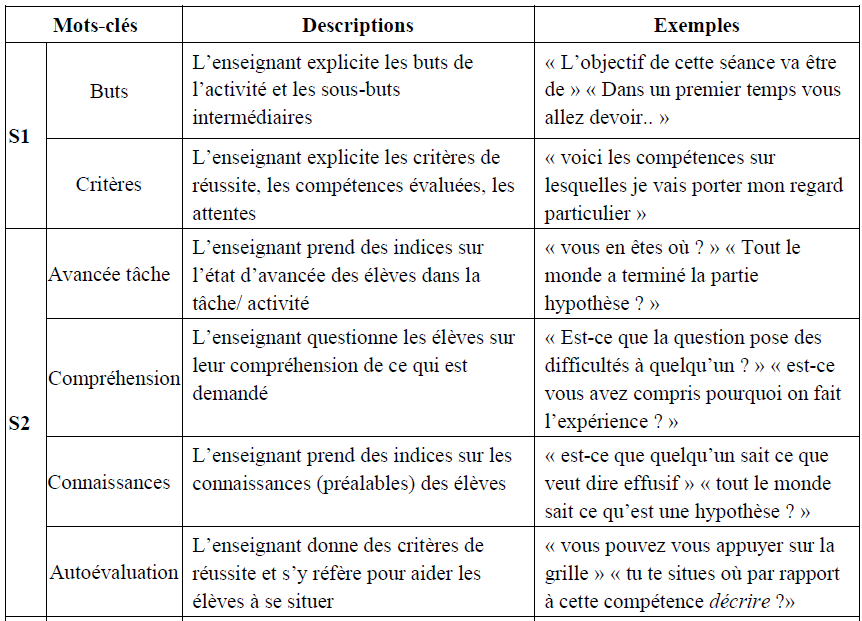 Mots-clés Descriptions Exemples
S1
Buts
L’enseignant explicite les buts de
l’activité et les sous-buts
intermédiaires
« L’objectif de cette séance va être
de » « Dans un premier temps vous
allez devoir.. »
Critères
L’enseignant explicite les critères de
réussite, les compétences évaluées, les
attentes
« voici les compétences sur
lesquelles je vais porter mon regard
particulier »
S2
Avancée tâche
L’enseignant prend des indices sur
l’état d’avancée des élèves dans la
tâche/ activité
« vous en êtes où ? » « Tout le
monde a terminé la partie
hypothèse ? »
Compréhension
L’enseignant questionne les élèves sur
leur compréhension de ce qui est
demandé
« Est-ce que la question pose des
difficultés à quelqu’un ? » « est-ce
vous avez compris pourquoi on fait
l’expérience ? »
Connaissances
L’enseignant prend des indices sur les
connaissances (préalables) des élèves
« est-ce que quelqu’un sait ce que
veut dire effusif » « tout le monde
sait ce qu’est une hypothèse ? »
Autoévaluation
L’enseignant donne des critères de
réussite et s’y réfère pour aider les
élèves à se situer
« vous pouvez vous appuyer sur la
grille » « tu te situes où par rapport
à cette compétence décrire ?»